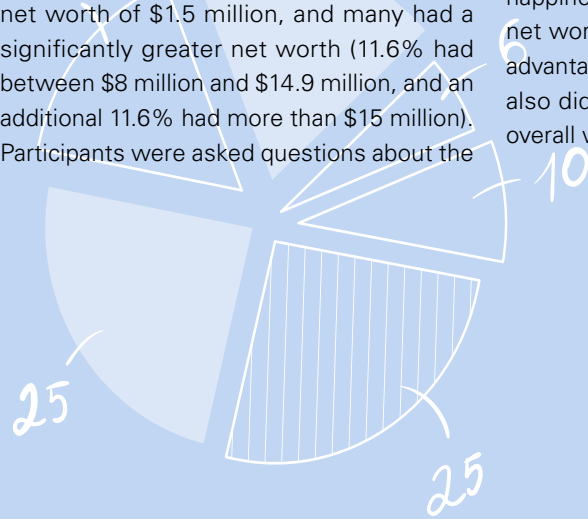 net worth of $1.5 million, and many had a
significantly greater net worth (11.6% had
between $8 million and $14.9 million, and an
additional 11.6% had more than $15 million).
Participants were asked questions about the
net wor
advanta
also did
overall v
6
10
25
25